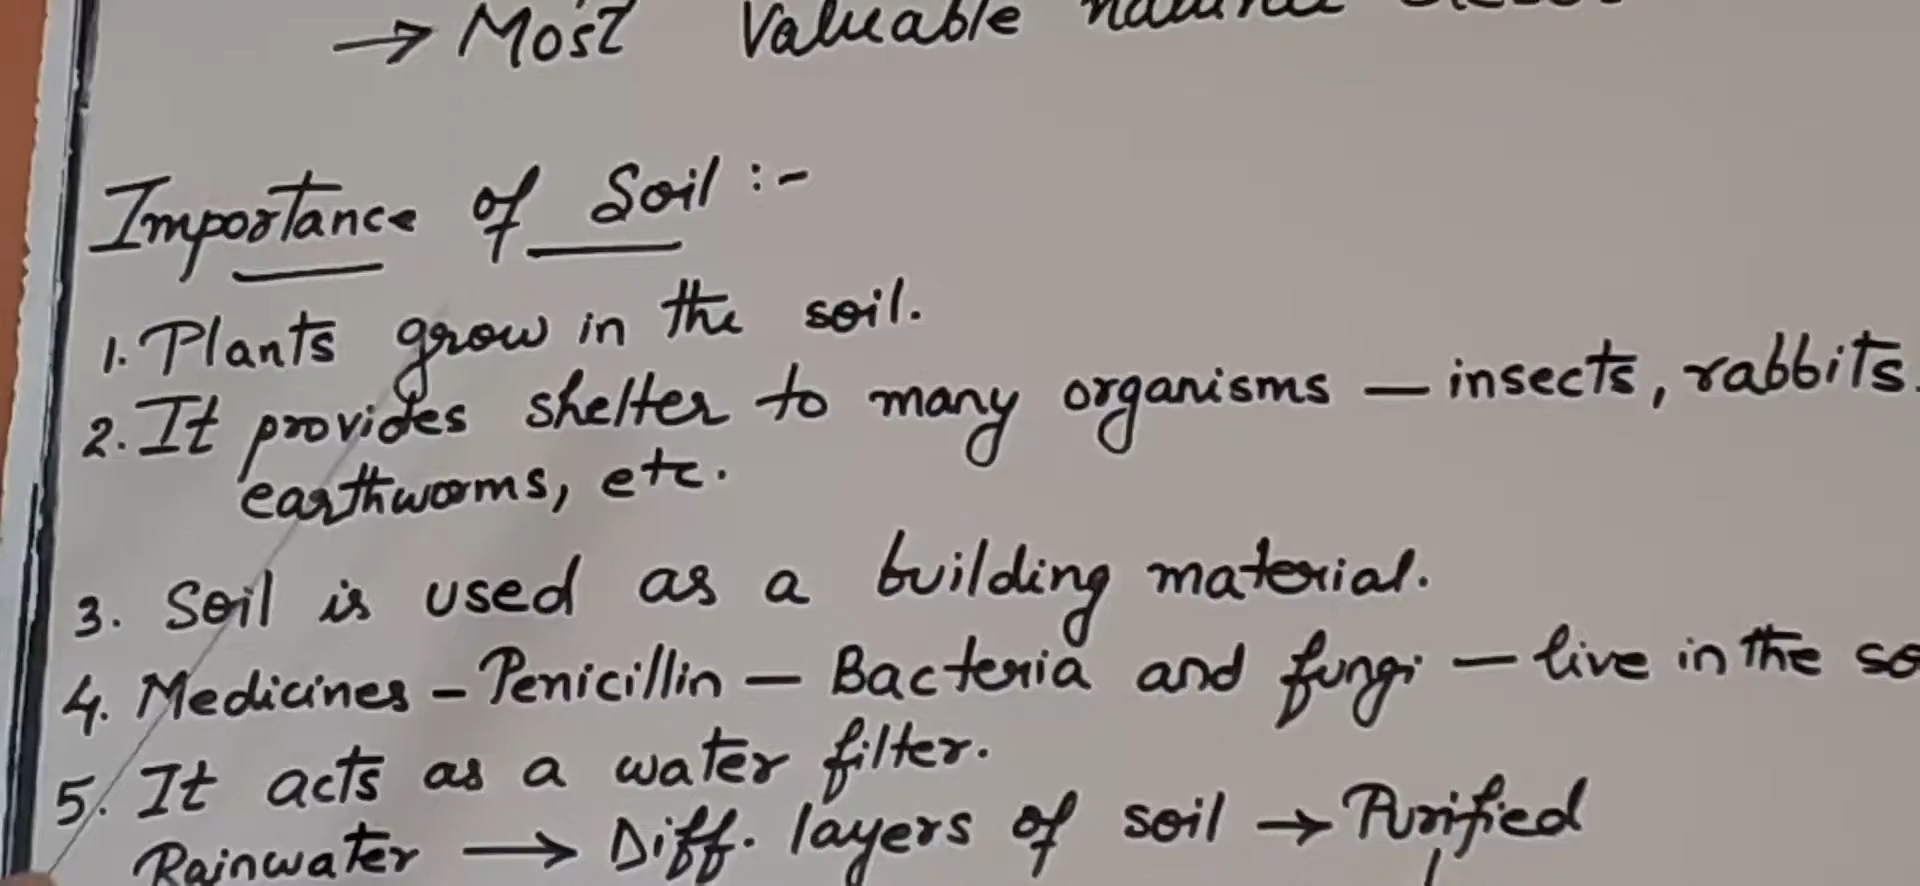 → Most Valuable natural
Importance of Soil :-
1. Plants grow in the soil.
2. It provides shelter to many organisms — insects, rabbits.
earthworms, etc.
3. Soil is used as a building material.
4. Medicines - Penicillin — Bacteria and fungi — live in the so
5. It acts as a water filter.
Rainwater → Diff. layers of soil → Purified